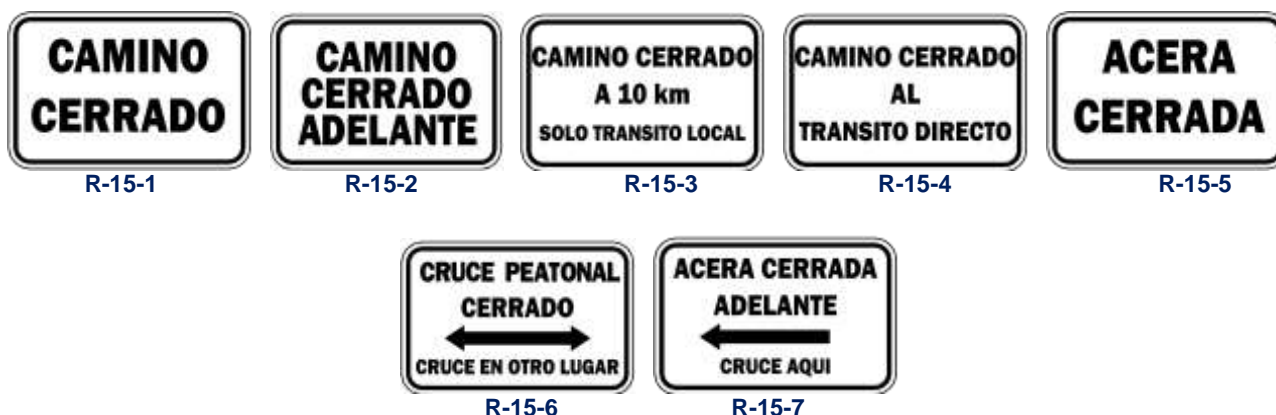 CAMINO
CERRADO
R-15-1
CAMINO
CERRADO
ADELANTE
R-15-2
CAMINO CERRADO
A 10 km
SOLO TRANSITO LOCAL
R-15-3
CAMINO CERRADO
AL
TRANSITO DIRECTO
R-15-4
ACERA
CERRADA
R-15-5
CRUCE PEATONAL
CERRADO
CRUCE EN OTRO LUGAR
R-15-6
ACERA CERRADA
ADELANTE
CRUCE AQUI
R-15-7